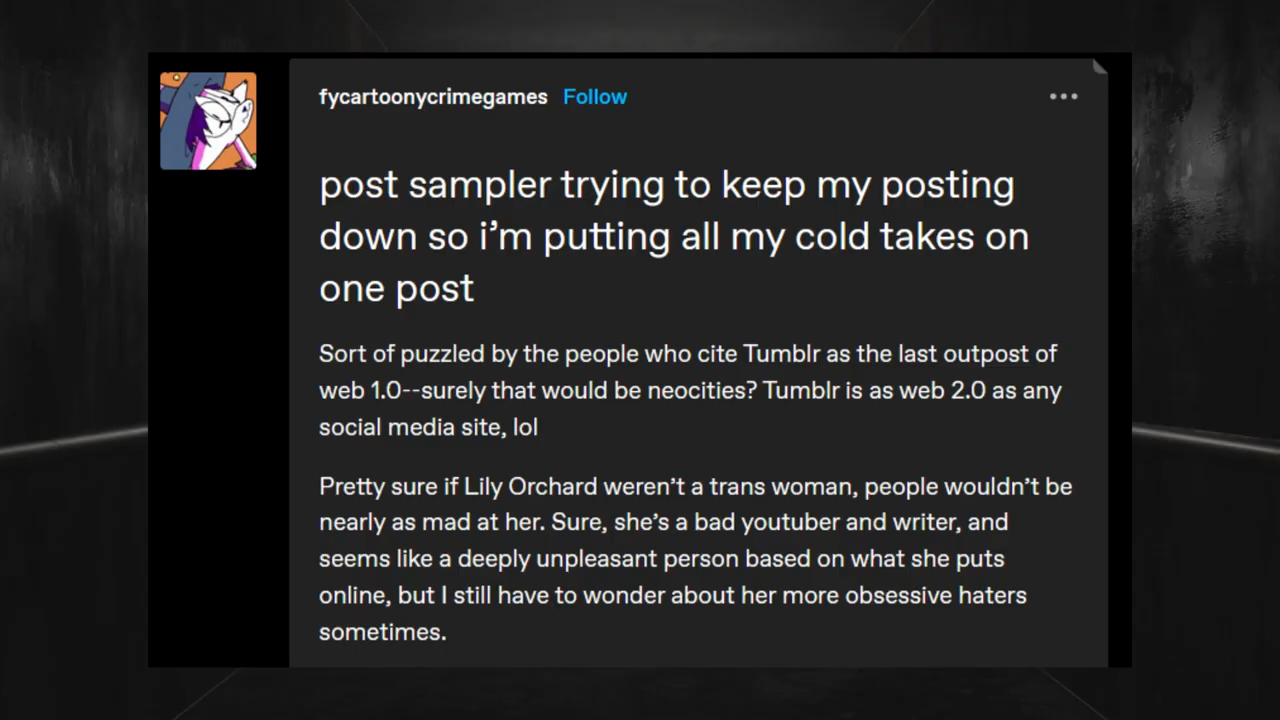 fycartoonycrimegames Follow
post sampler trying to keep my posting
down so i’m putting all my cold takes on
one post
Sort of puzzled by the people who cite Tumblr as the last outpost of
web 1.0--surely that would be neocities? Tumblr is as web 2.0 as any
social media site, lol
Pretty sure if Lily Orchard weren’t a trans woman, people wouldn’t be
nearly as mad at her. Sure, she’s a bad youtuber and writer, and
seems like a deeply unpleasant person based on what she puts
online, but I still have to wonder about her more obsessive haters
sometimes.